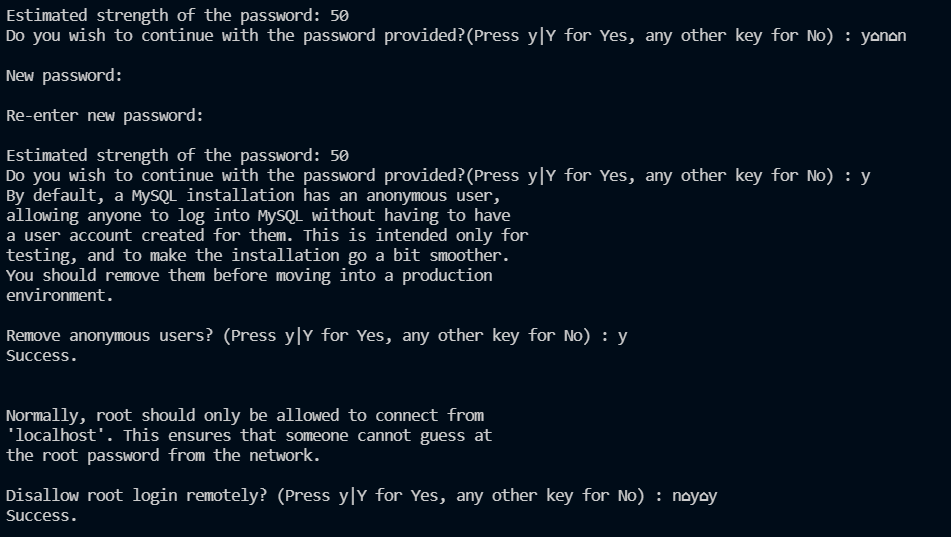 Estimated strength of the password: 50
Do you wish to continue with the password provided?(Press y|Y for Yes, any other key for No) : y⌂n⌂n
New password:
Re-enter new password:
Estimated strength of the password: 50
Do you wish to continue with the password provided?(Press y|Y for Yes, any other key for No) : y
By default, a MySQL installation has an anonymous user,
allowing anyone to log into MySQL without having to have
a user account created for them. This is intended only for
testing, and to make the installation go a bit smoother.
You should remove them before moving into a production
environment.
Remove anonymous users? (Press y|Y for Yes, any other key for No) : y
Success.
Normally, root should only be allowed to connect from
'localhost'. This ensures that someone cannot guess at
the root password from the network.
Disallow root login remotely? (Press y|Y for Yes, any other key for No) : n⌂y⌂y
Success.